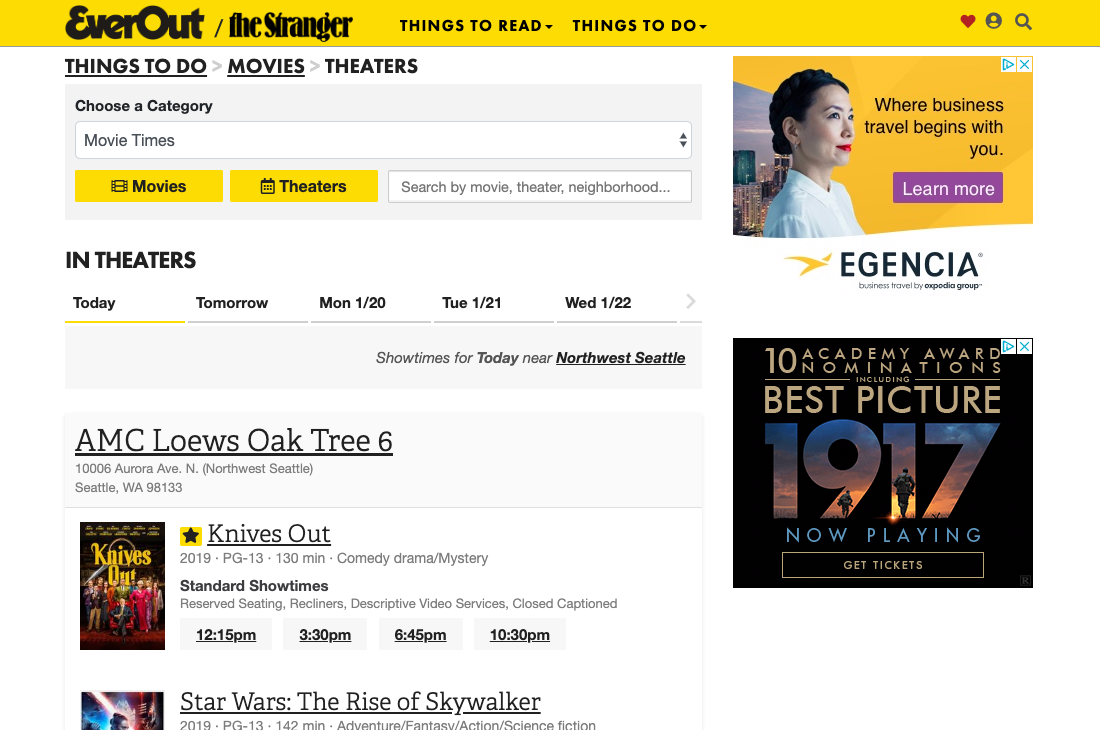 EverOut / the Stranger
THINGS TO READ
THINGS TO DO
THINGS TO DO > MOVIES > THEATERS
Choose a Category
Movie Times
Movies
Theaters
Search by movie, theater, neighborhood...
IN THEATERS
Today
Tomorrow
Mon 1/20
Tue 1/21
Wed 1/22
Showtimes for Today near Northwest Seattle
AMC Loews Oak Tree 6
10006 Aurora Ave. N. (Northwest Seattle)
Seattle, WA 98133
Knives Out
Knives Out
2019 · PG-13 · 130 min · Comedy drama/Mystery
Standard Showtimes
Reserved Seating, Recliners, Descriptive Video Services, Closed Captioned
12:15pm
3:30pm
6:45pm
10:30pm
Star Wars: The Rise of Skywalker
2019 · PG-13 · 142 min · Adventure/Fantasy/Action/Science fiction
Where business
travel begins with
you.
Learn more
EGENCIA
business travel by expedia group™
10 ACADEMY AWARD
NOMINATIONS
INCLUDING
BEST PICTURE
1917
NOW PLAYING
GET TICKETS
R